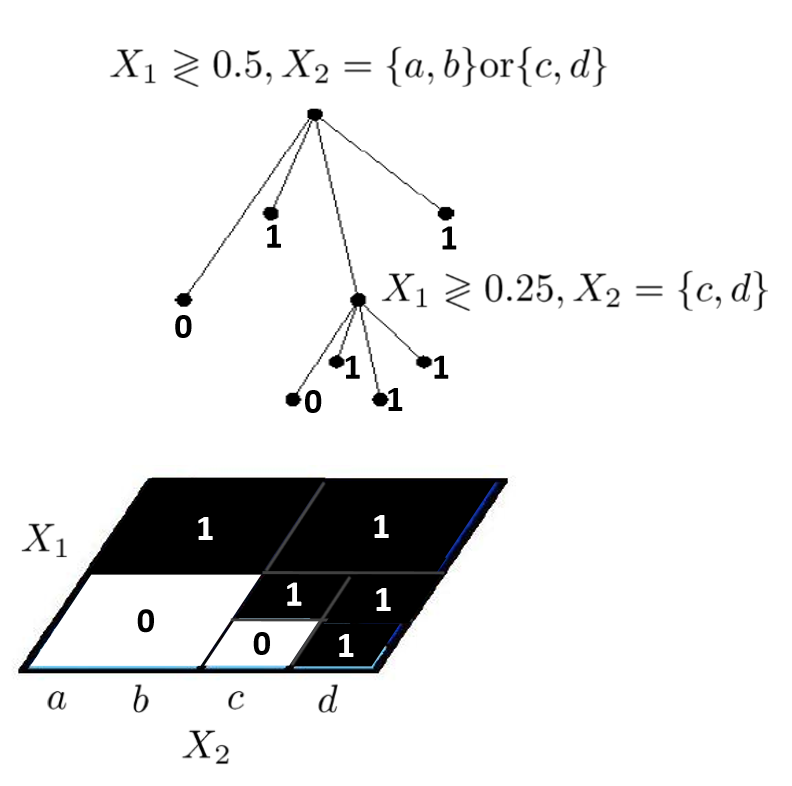 X₁ ≷ 0.5, X₂ = {a, b}or{c, d}
1
1
X₁ ≷ 0.25, X₂ = {c, d}
0
1
1
0
1
X₁
1
1
1
1
0
0
1
a b c d
X₂